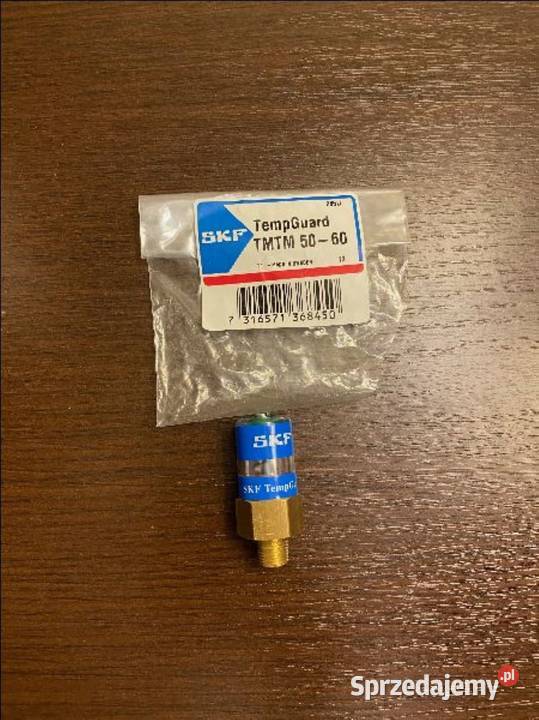 SKF
TempGuard
TMTM 50-60
7 316571 368450
SKF
SKF TempG
Sprzedajemy.pl